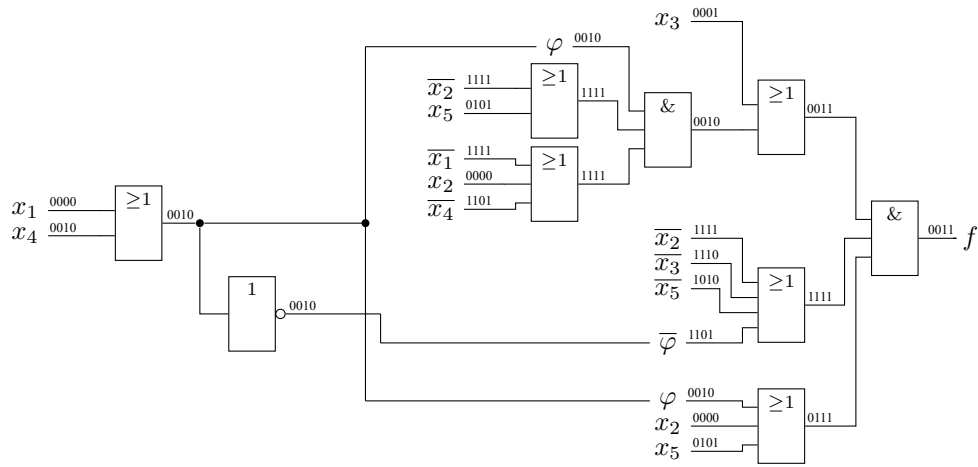 x₃ 0001
φ 0010
x̅₂ 1111 ≥1 1111 ≥1 0011
x₅ 0101 & 0010
x̅₁ 1111 ≥1 1111
x₂ 0000
x̅₄ 1101
x₁ 0000 ≥1 0010
x₄ 0010
& 0011 f
x̅₂ 1111
x̅₃ 1110 ≥1 1111
x̅₅ 1010
1 0010
φ̅ 1101
φ 0010 ≥1 0111
x₂ 0000
x₅ 0101